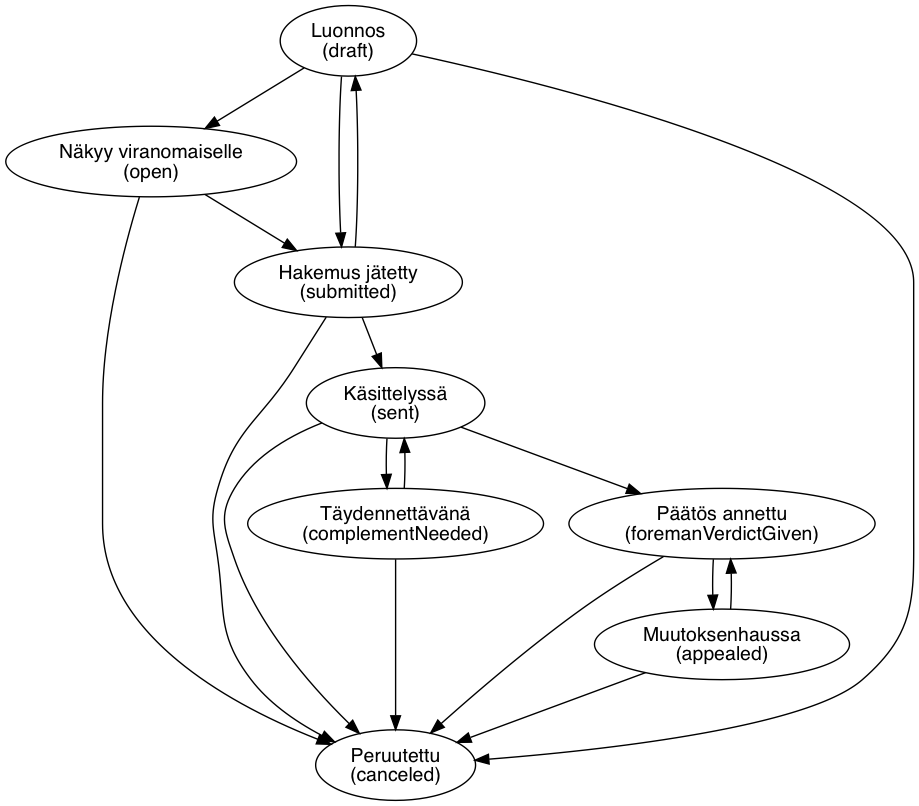 Luonnos
(draft)
Näkyy viranomaiselle
(open)
Hakemus jätetty
(submitted)
Käsittelyssä
(sent)
Täydennettävänä
(complementNeeded)
Päätös annettu
(foremanVerdictGiven)
Muutoksenhaussa
(appealed)
Peruutettu
(canceled)